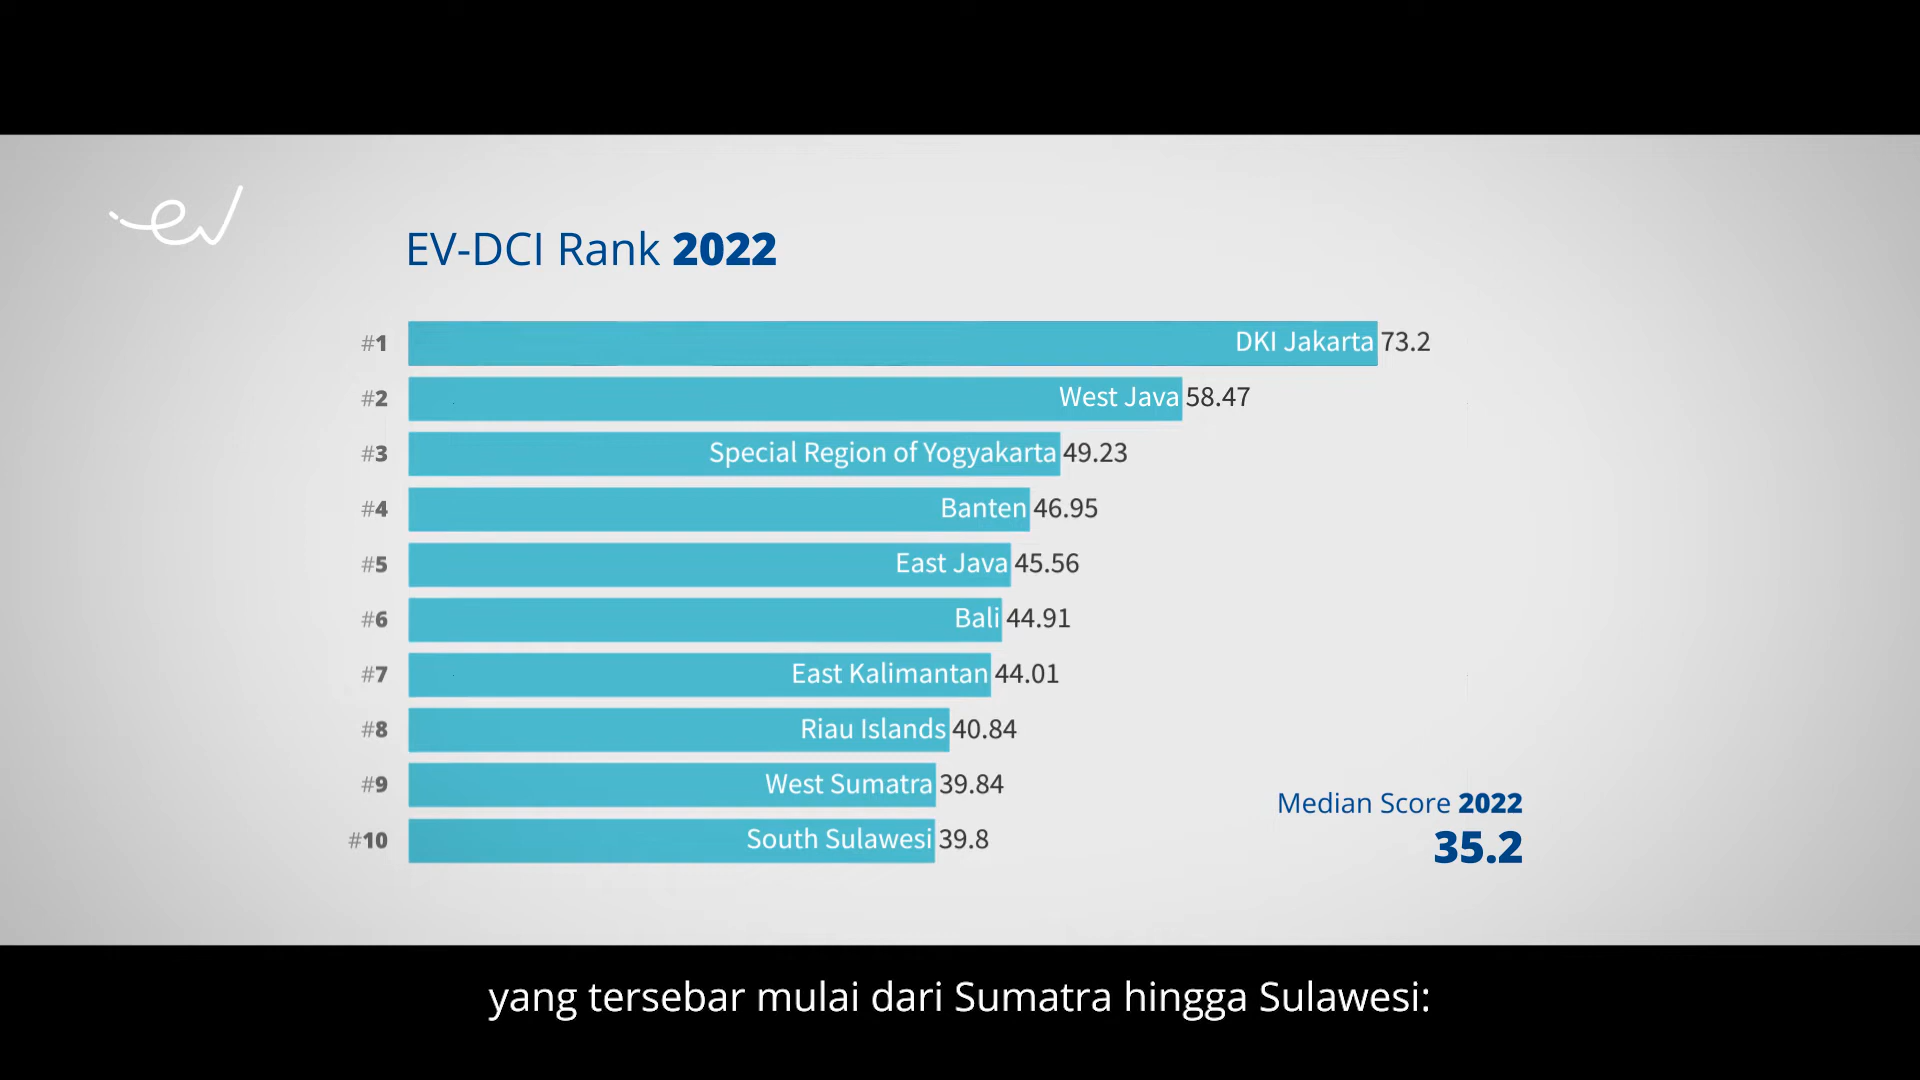 ev
EV-DCI Rank 2022
#1 DKI Jakarta 73.2
#2 West Java 58.47
#3 Special Region of Yogyakarta 49.23
#4 Banten 46.95
#5 East Java 45.56
#6 Bali 44.91
#7 East Kalimantan 44.01
#8 Riau Islands 40.84
#9 West Sumatra 39.84
#10 South Sulawesi 39.8
Median Score 2022
35.2
yang tersebar mulai dari Sumatra hingga Sulawesi: